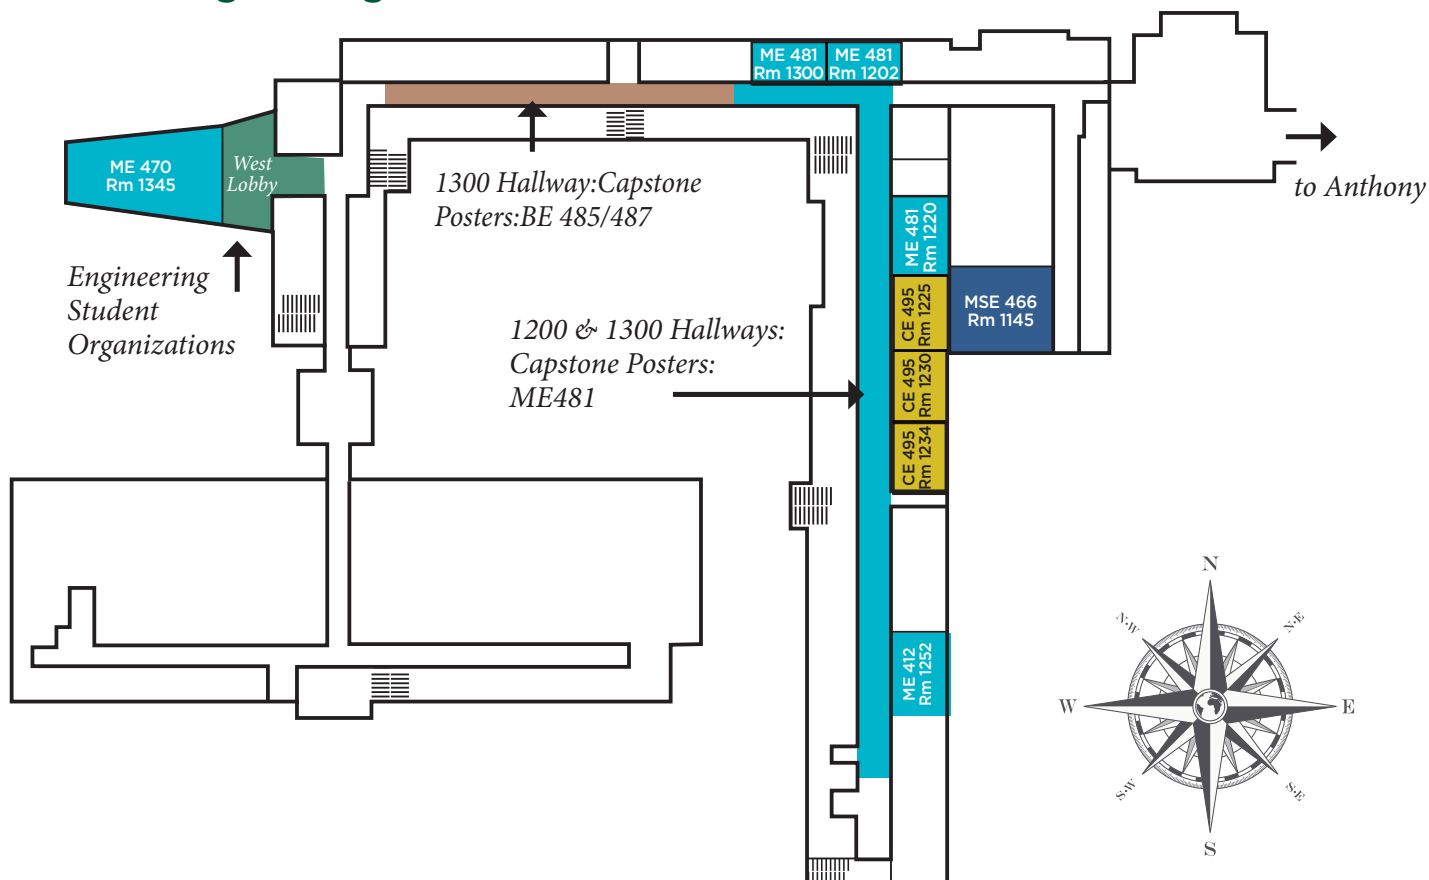 ME 481
Rm 1300
ME 481
Rm 1202
ME 470
Rm 1345
West
Lobby
1300 Hallway:Capstone
Posters:BE 485/487
to Anthony
ME 481
Rm 1220
Engineering
Student
Organizations
CE 495
Rm 1225
MSE 466
Rm 1145
1200 & 1300 Hallways:
Capstone Posters:
ME481
CE 495
Rm 1230
CE 495
Rm 1234
ME 412
Rm 1252
N
N-W
N-E
W
E
S-W
S-E
S